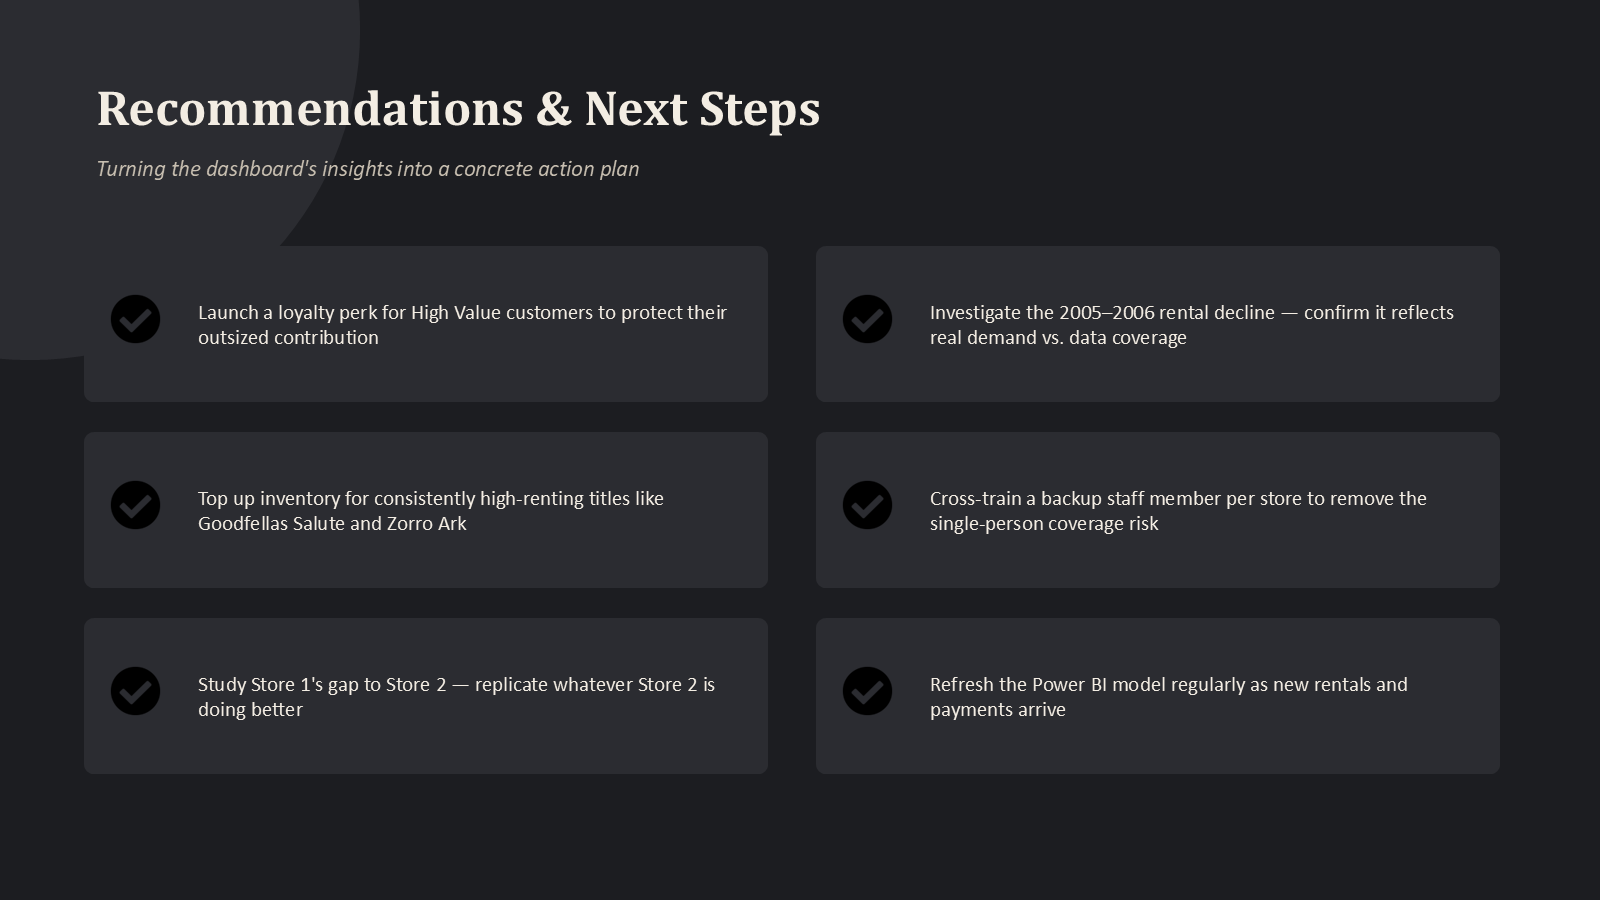 Recommendations & Next Steps
Turning the dashboard's insights into a concrete action plan
Launch a loyalty perk for High Value customers to protect their
outsized contribution
Investigate the 2005–2006 rental decline — confirm it reflects
real demand vs. data coverage
Top up inventory for consistently high-renting titles like
Goodfellas Salute and Zorro Ark
Cross-train a backup staff member per store to remove the
single-person coverage risk
Study Store 1's gap to Store 2 — replicate whatever Store 2 is
doing better
Refresh the Power BI model regularly as new rentals and
payments arrive